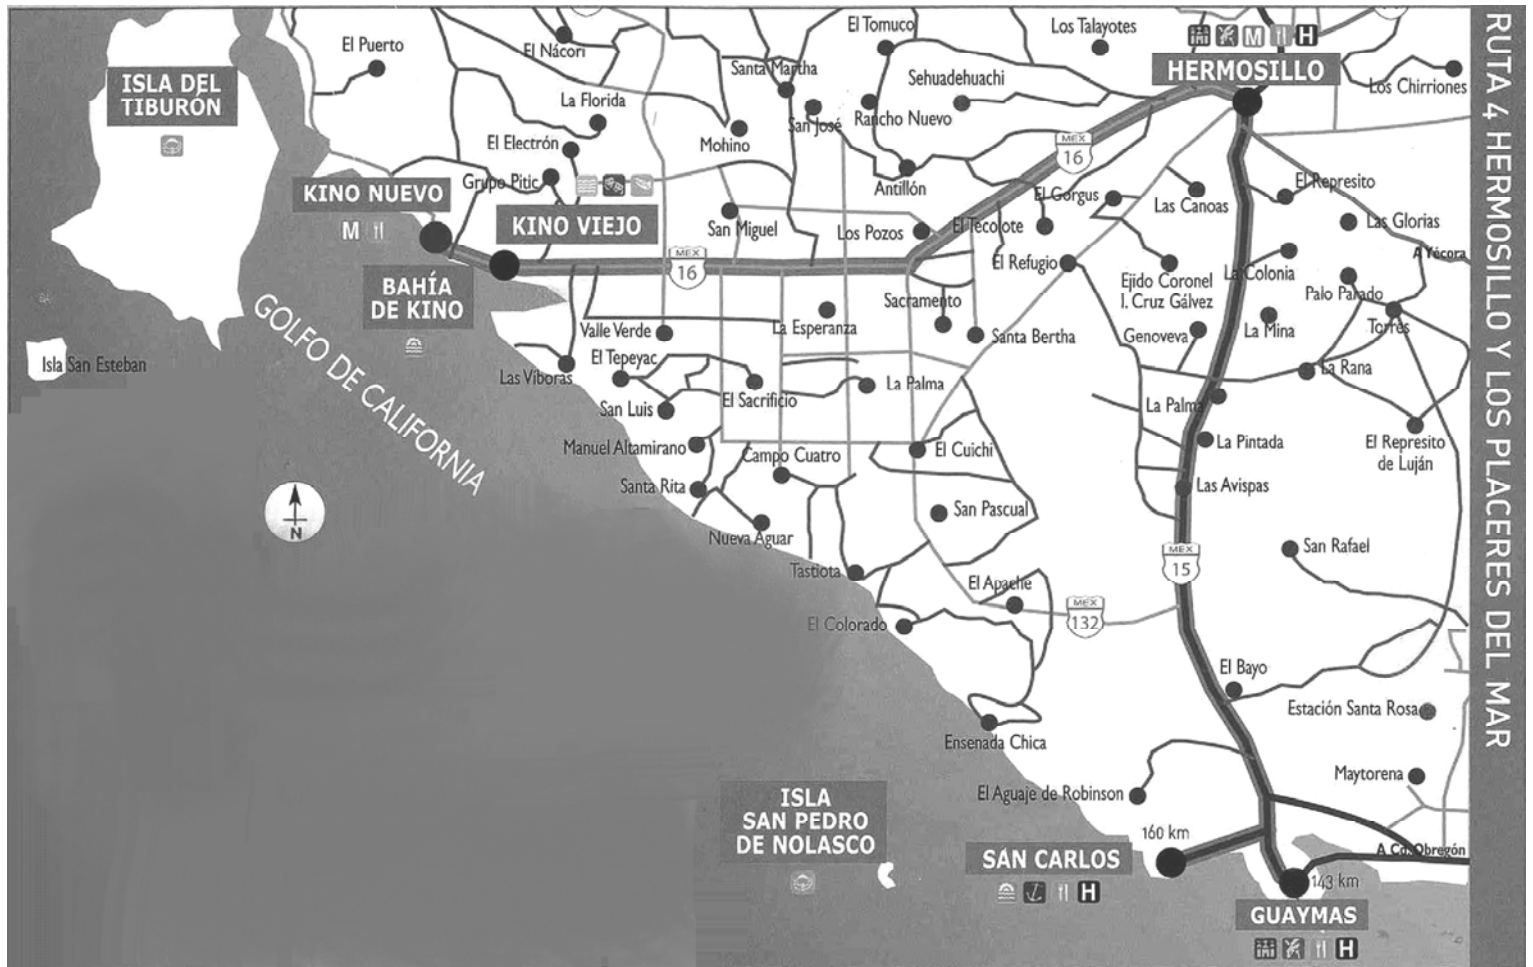 RUTA 4 HERMOSILLO Y LOS PLACERES DEL MAR
El Tomuco
Los Talayotes
El Puerto
El Nácori
M
H
HERMOSILLO
Santa Martha
Sehuadehuachi
Los Chirriones
ISLA DEL
TIBURÓN
La Florida
San José
Rancho Nuevo
Mohino
El Electrón
MEX
16
Grupo Pitic
Antillón
El Gorgus
Las Canoas
El Represito
KINO NUEVO
M
KINO VIEJO
San Miguel
Los Pozos
El Tecolote
Las Glorias
MEX
16
El Refugio
Ejido Coronel
I. Cruz Gálvez
La Colonia
A Yécora
BAHÍA
DE KINO
Sacramento
Palo Parado
GOLFO DE CALIFORNIA
Valle Verde
La Esperanza
Santa Bertha
Genoveva
La Mina
Torres
Isla San Esteban
El Tepeyac
Las Víboras
La Rana
El Sacrificio
La Palma
San Luis
La Palma
Manuel Altamirano
Campo Cuatro
El Cuichi
La Pintada
El Represito
de Luján
Santa Rita
Las Avispas
N
Nueva Aguar
San Pascual
San Rafael
MEX
15
Tastiota
El Apache
MEX
132
El Colorado
El Bayo
Estación Santa Rosa
Ensenada Chica
Maytorena
El Aguaje de Robinson
ISLA
SAN PEDRO
DE NOLASCO
160 km
SAN CARLOS
H
A Cd. Obregón
143 km
GUAYMAS
H